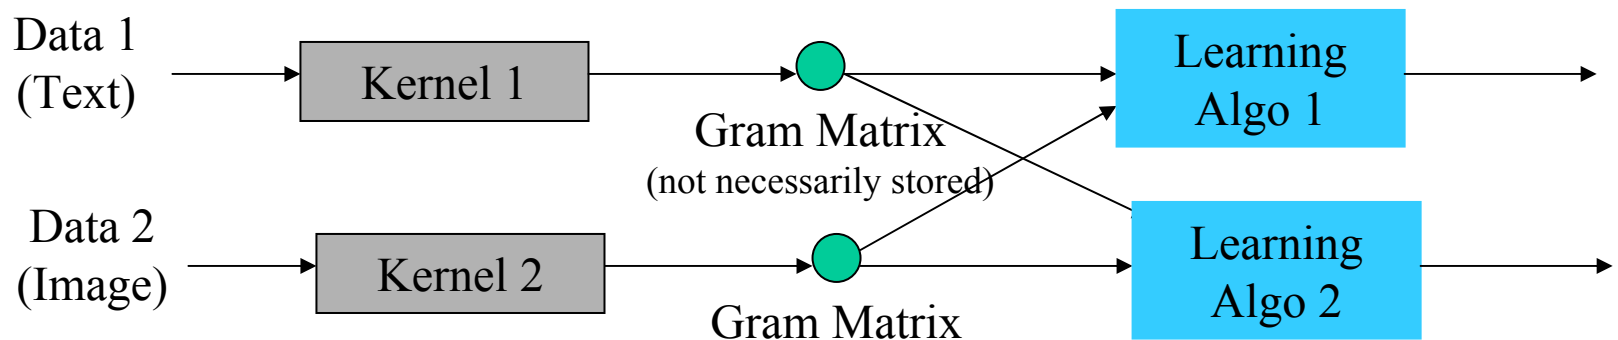 Data 1
(Text)
Kernel 1
Gram Matrix
(not necessarily stored)
Learning
Algo 1
Data 2
(Image)
Kernel 2
Gram Matrix
Learning
Algo 2